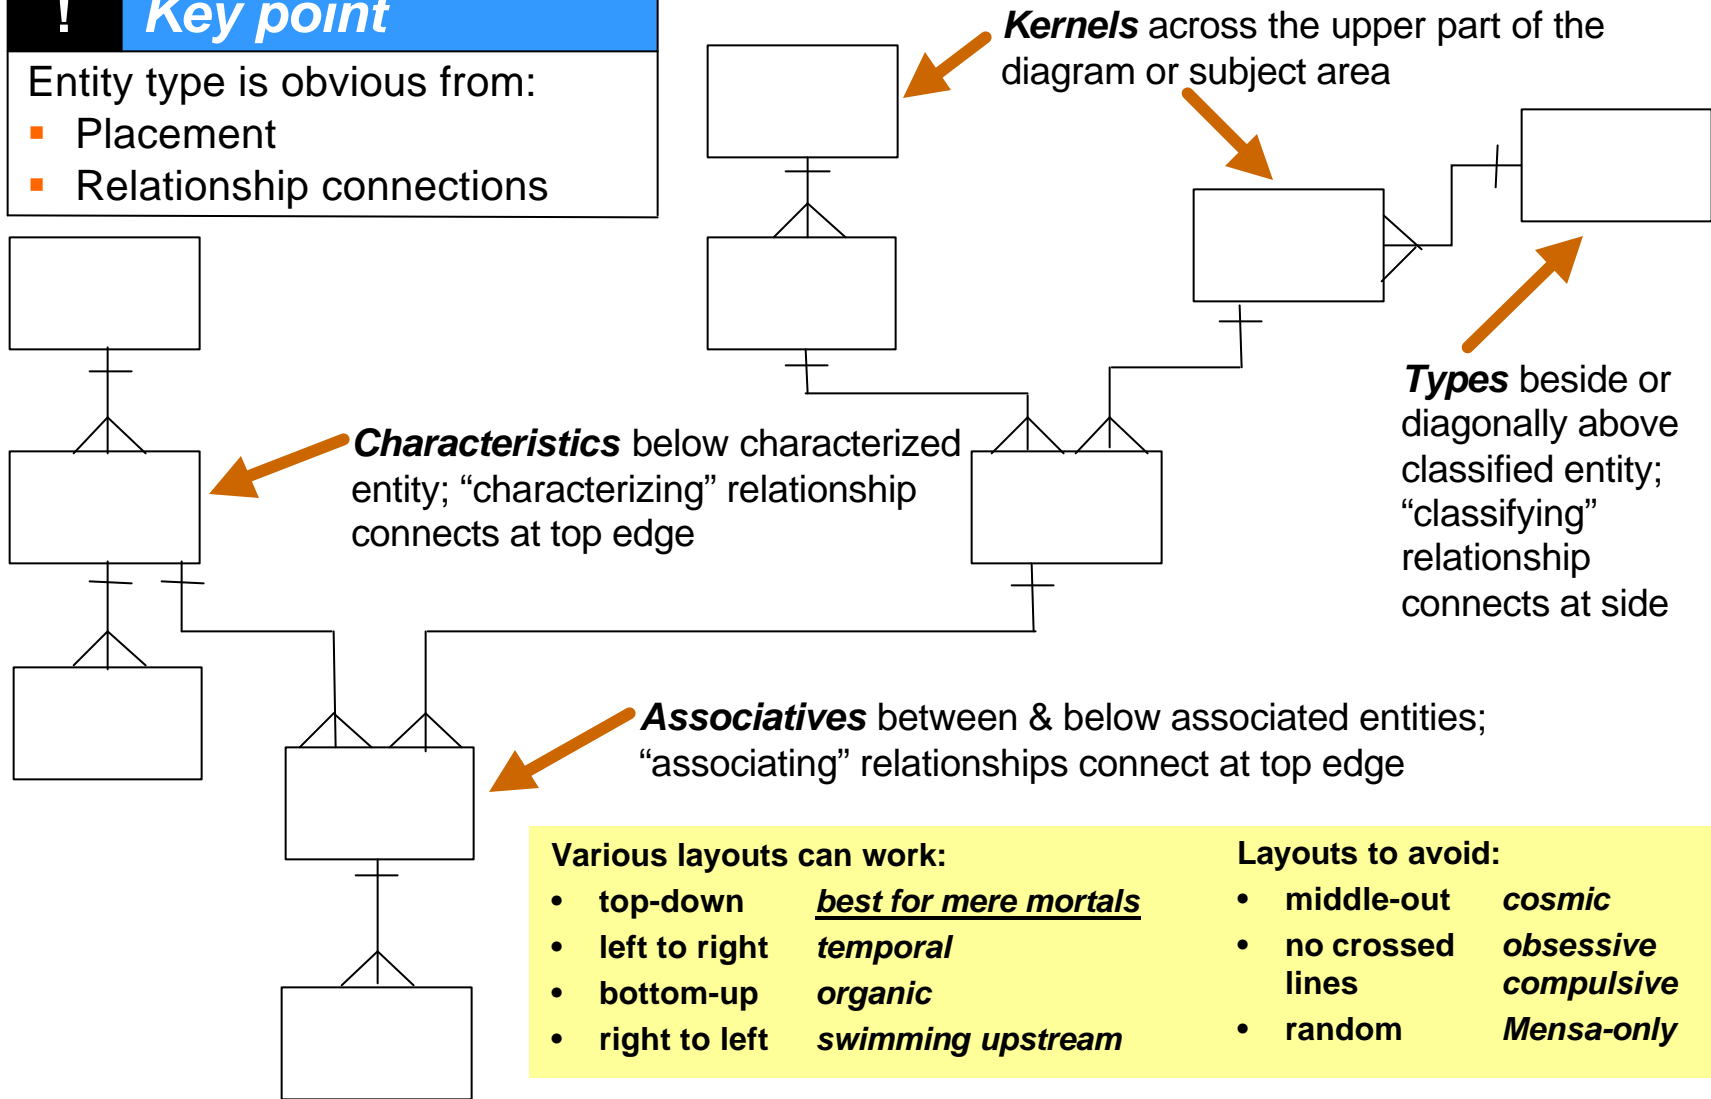 ! Key point
Entity type is obvious from:
▪ Placement
▪ Relationship connections
Kernels across the upper part of the
diagram or subject area
Types beside or
diagonally above
classified entity;
“classifying”
relationship
connects at side
Characteristics below characterized
entity; “characterizing” relationship
connects at top edge
Associatives between & below associated entities;
“associating” relationships connect at top edge
Various layouts can work:
• top-down best for mere mortals
• left to right temporal
• bottom-up organic
• right to left swimming upstream
Layouts to avoid:
• middle-out cosmic
• no crossed obsessive
lines compulsive
• random Mensa-only